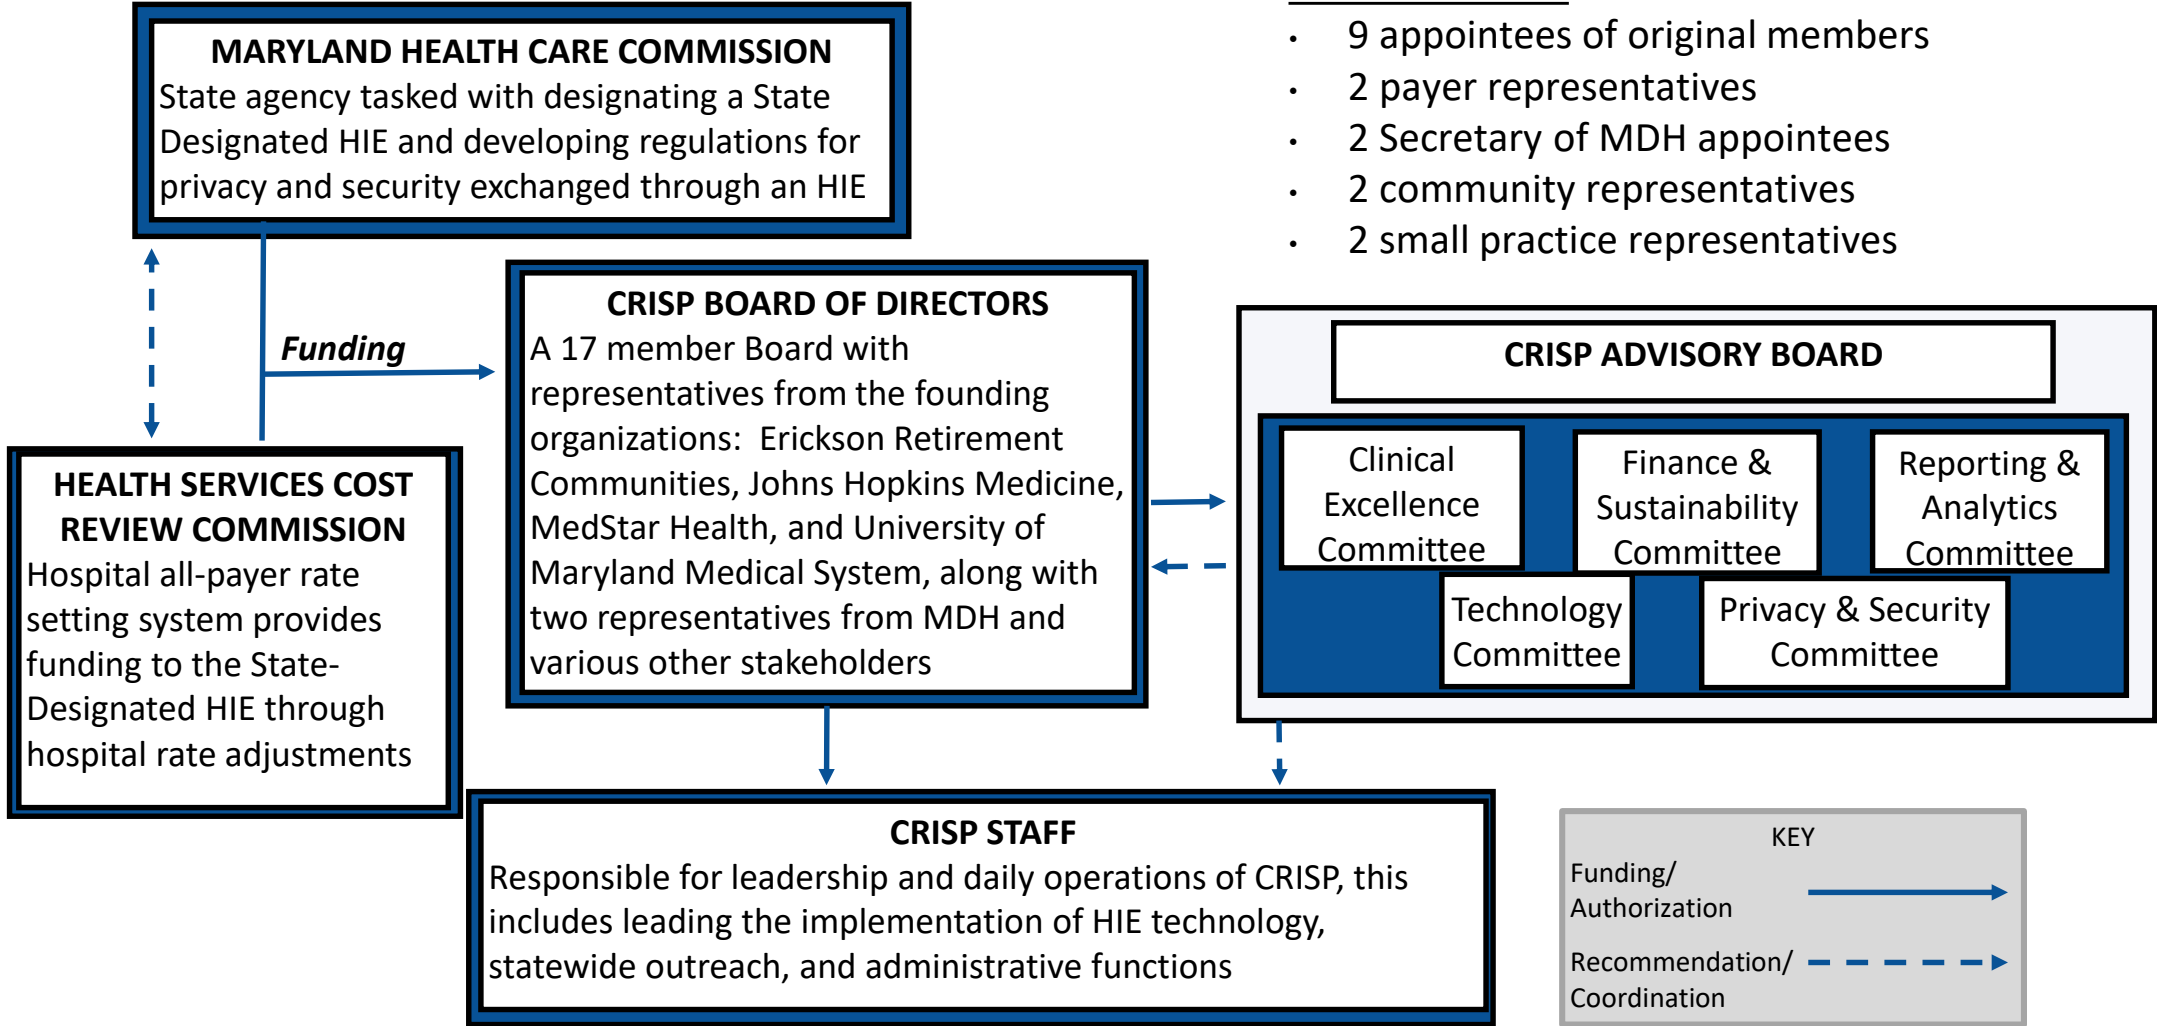 MARYLAND HEALTH CARE COMMISSION
State agency tasked with designating a State
Designated HIE and developing regulations for
privacy and security exchanged through an HIE
• 9 appointees of original members
• 2 payer representatives
• 2 Secretary of MDH appointees
• 2 community representatives
• 2 small practice representatives
Funding
CRISP BOARD OF DIRECTORS
A 17 member Board with
representatives from the founding
organizations: Erickson Retirement
Communities, Johns Hopkins Medicine,
MedStar Health, and University of
Maryland Medical System, along with
two representatives from MDH and
various other stakeholders
CRISP ADVISORY BOARD
Clinical
Excellence
Committee
Finance &
Sustainability
Committee
Reporting &
Analytics
Committee
Technology
Committee
Privacy & Security
Committee
HEALTH SERVICES COST
REVIEW COMMISSION
Hospital all-payer rate
setting system provides
funding to the State-
Designated HIE through
hospital rate adjustments
CRISP STAFF
Responsible for leadership and daily operations of CRISP, this
includes leading the implementation of HIE technology,
statewide outreach, and administrative functions
KEY
Funding/
Authorization
Recommendation/
Coordination